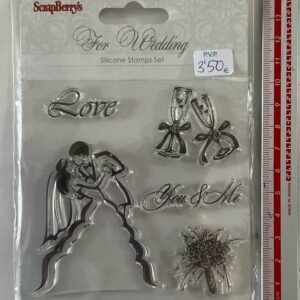 ScrapBerry's
For Wedding
Silicone Stamps Set
P.V.P.
3'50€
Love
You & Me